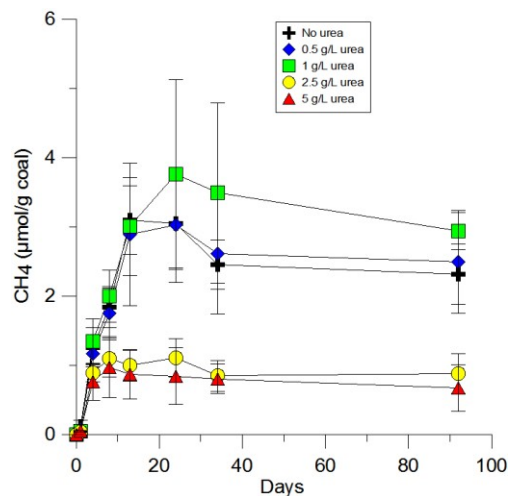 6
4
2
0
CH₄ (µmol/g coal)
No urea
0.5 g/L urea
1 g/L urea
2.5 g/L urea
5 g/L urea
0 20 40 60 80 100
Days